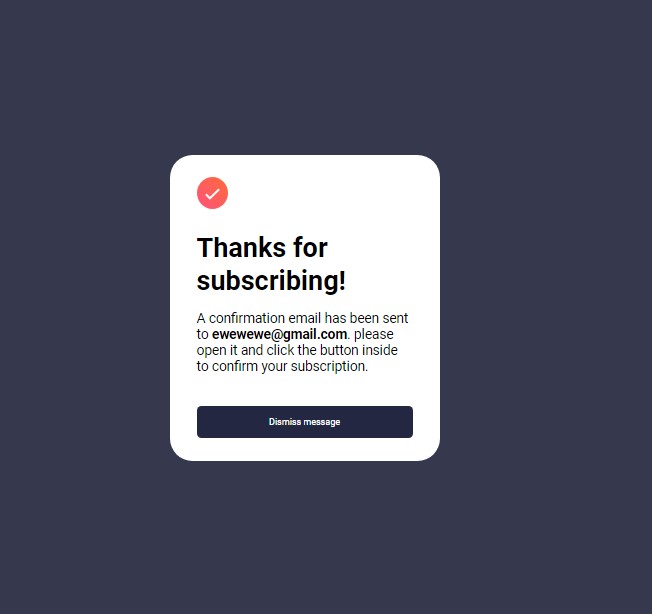 Thanks for
subscribing!
A confirmation email has been sent
to ewewewe@gmail.com. please
open it and click the button inside
to confirm your subscription.
Dismiss message